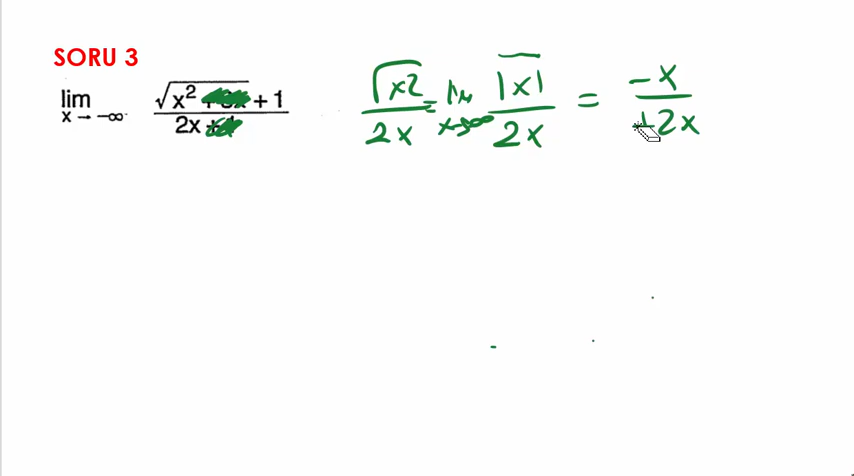 SORU 3
lim x→-∞ √(x²) + 1 / 2x
√x2 / 2x = lim x→-∞ |x| / 2x = -x / +2x